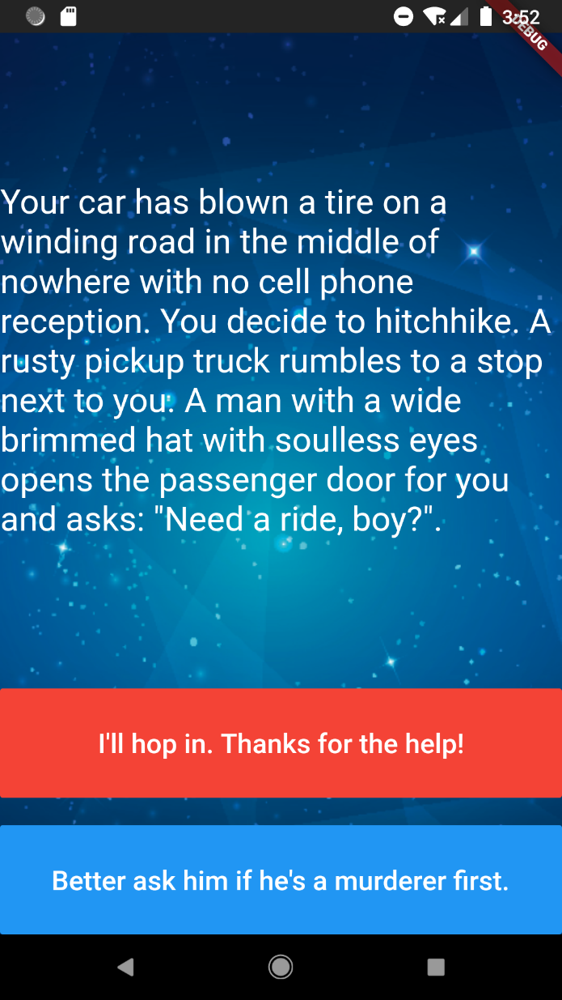 3:52
DEBUG
Your car has blown a tire on a
winding road in the middle of
nowhere with no cell phone
reception. You decide to hitchhike. A
rusty pickup truck rumbles to a stop
next to you. A man with a wide
brimmed hat with soulless eyes
opens the passenger door for you
and asks: "Need a ride, boy?".
I'll hop in. Thanks for the help!
Better ask him if he's a murderer first.